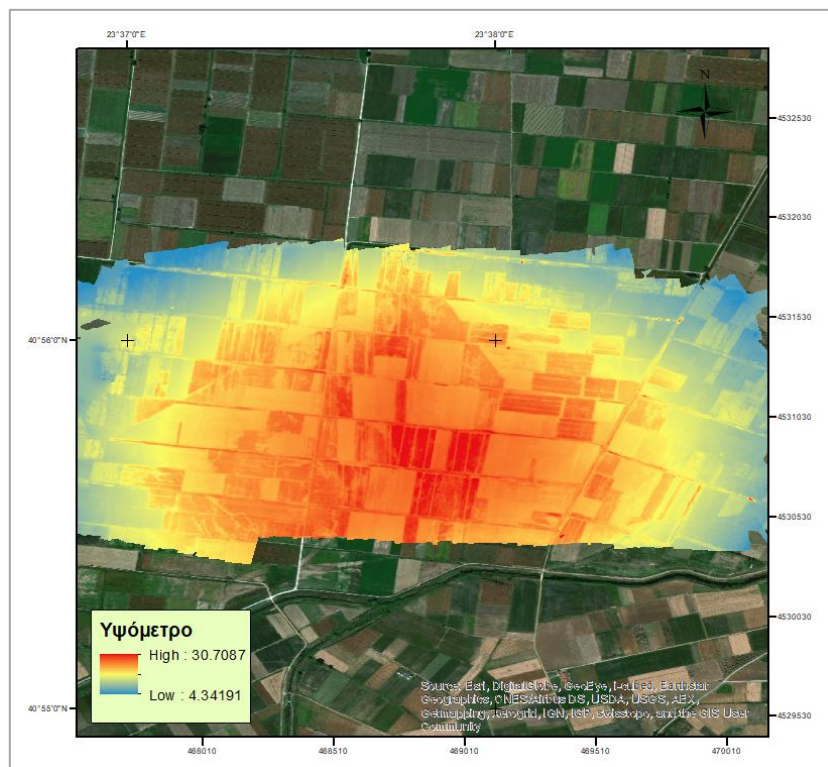 23°37'0"E 23°38'0"E
N
4532530
4532030
4531530
40°56'0"N
4531030
4530530
4530030
Υψόμετρο
High : 30.7087
Low : 4.34191
Source: Esri, DigitalGlobe, GeoEye, i-cubed, Earthstar
Geographics, CNES/Airbus DS, USDA, USGS, AEX,
Getmapping, Aerogrid, IGN, IGP, swisstopo, and the GIS User
Community
40°55'0"N
4529530
468010 468510 469010 469510 470010